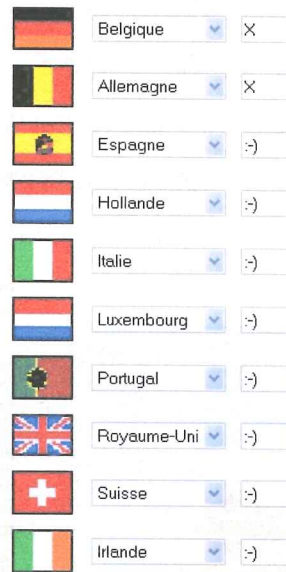 Belgique X
Allemagne X
Espagne :-)
Hollande :-)
Italie :-)
Luxembourg :-)
Portugal :-)
Royaume-Uni :-)
Suisse :-)
Irlande :-)